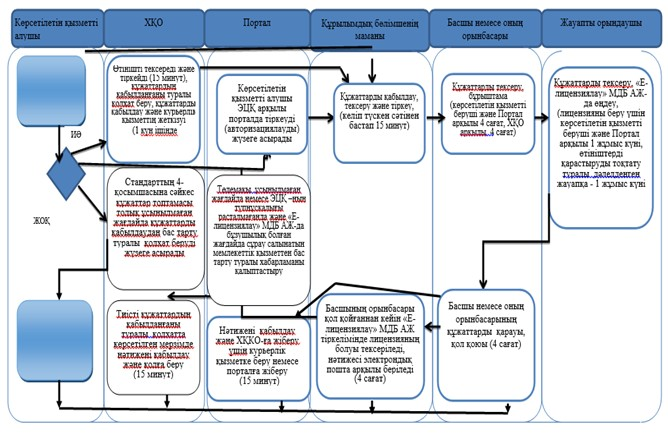 Көрсетілетін қызметті
алушы
ХҚО
Портал
Құрылымдық бөлімшенің
маманы
Басшы немесе оның
орынбасары
Жауапты орындаушы
Өтінішті тексереді және
тіркейді (15 минут),
құжаттардың
қабылданғаны туралы
қолхат беру, құжаттарды
қабылдау және курьерлік
қызметтің жеткізуі
(1 күн ішінде
Көрсетілетін
қызметті алушы
ЭЦҚ арқылы
порталда тіркеуді
(авторизациялауды)
жүзеге асырады
Құжаттарды қабылдау,
тексеру және тіркеу,
(келіп түскен сәтінен
бастап 15 минут)
Құжаттарды тексеру,
бұрыштама
(көрсетілетін қызметті
беруші және Портал
арқылы 4 сағат, ХҚО
арқылы 4 сағат)
Құжаттарды тексеру, «Е-
лицензиялау» МДБ АЖ-
да өңдеу,
(лицензияны беру үшін
көрсетілетін қызметті
беруші және Портал
арқылы 1 жұмыс күні,
өтініштерді
қарастыруды тоқтату
туралы дәлелденген
жауапқа - 1 жұмыс күні
ИӘ
ЖОҚ
Стандарттың 4-
қосымшасына сәйкес
құжаттар топтамасы
толық ұсынылмаған
жағдайда құжаттарды
қабылдаудан бас тарту
туралы қолхат беруді
жүзеге асырады
Төлемақы ұсынылмаған
жағдайда немесе ЭЦҚ –ның
түпнұсқалығы
расталмағанда және «Е-
лицензиялау» МДБ АЖ-да
бұзушылық болған
жағдайда сұрау салынатын
мемлекеттік қызметтен бас
тарту туралы хабарламаны
қалыптастыру
Тиісті құжаттардың
қабылданғаны
туралы қолхатта
көрсетілген мерзімде
нәтижені қабылдау
және қолға беру
(15 минут)
Нәтижені қабылдау
және ХҚКО-ға жіберу
үшін курьерлік
қызметке беру немесе
порталға жіберу
(15 минут)
Басшының орынбасары
қол қойғаннан кейін «Е-
лицензиялау» МДБ АЖ
тіркелімінде лицензияның
болуы тексеріледі,
нәтижесі электрондық
пошта арқылы беріледі
(4 сағат)
Басшы немесе оның
орынбасарының
құжаттарды қарауы,
қол қоюы (4 сағат)